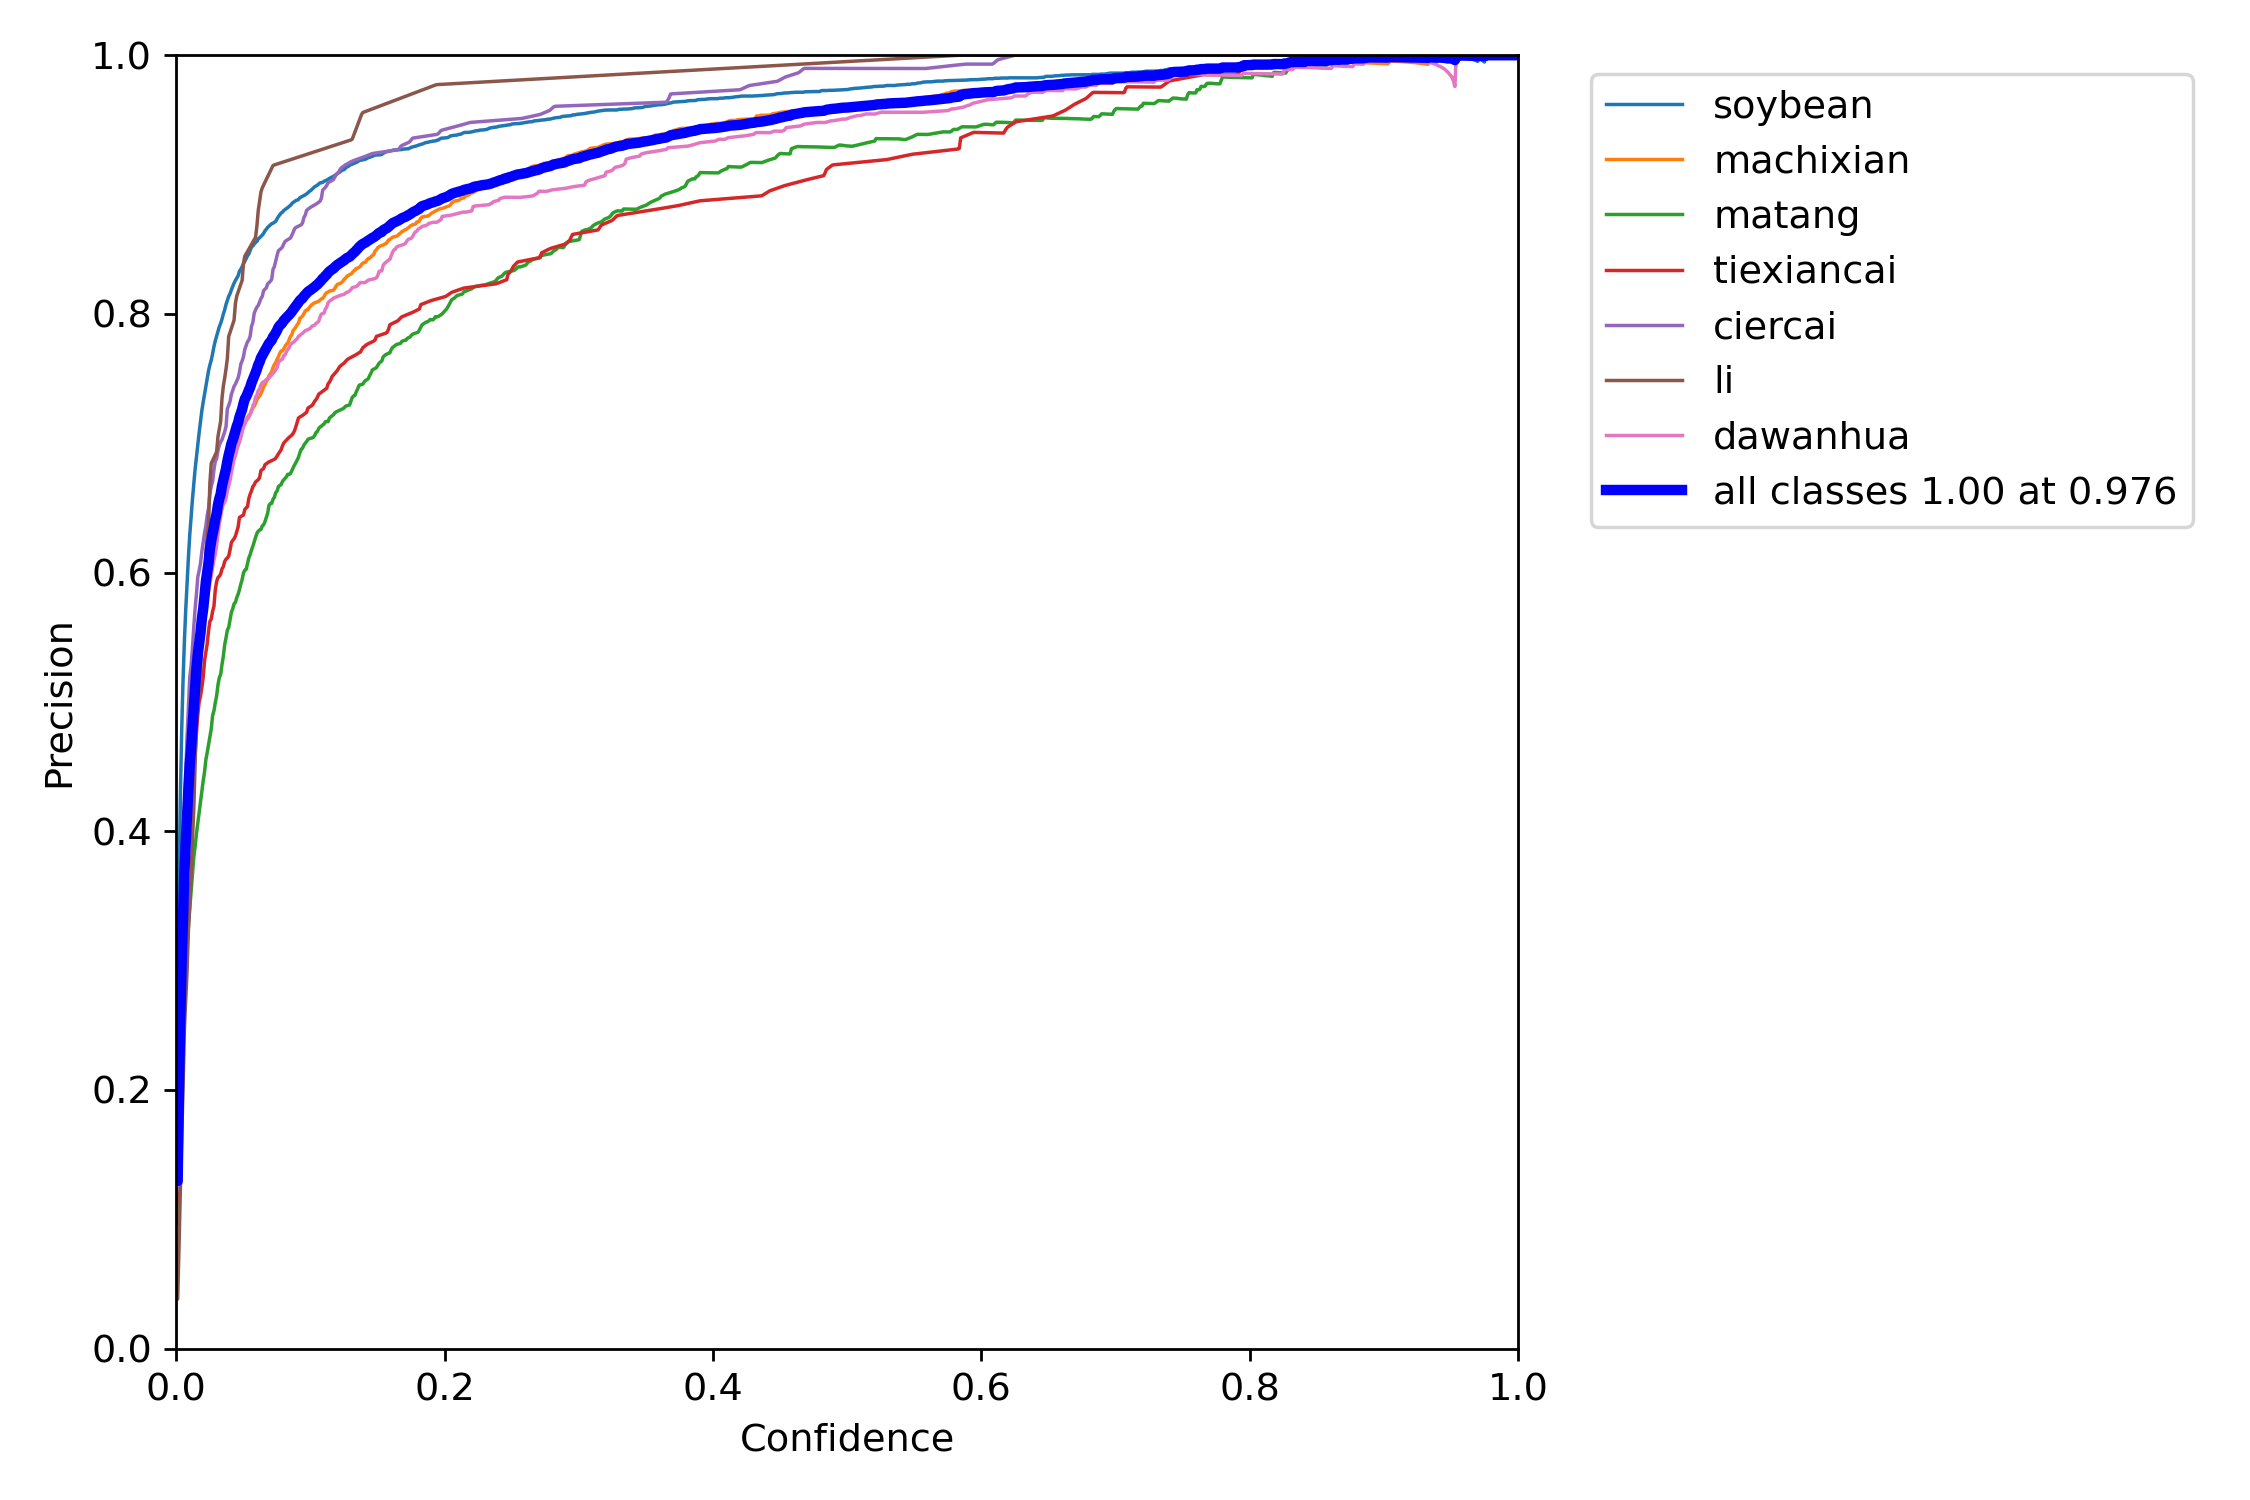 1.0
0.8
0.6
0.4
0.2
0.0
Precision
0.0 0.2 0.4 0.6 0.8 1.0
Confidence
soybean
machixian
matang
tiexiancai
ciercai
li
dawanhua
all classes 1.00 at 0.976